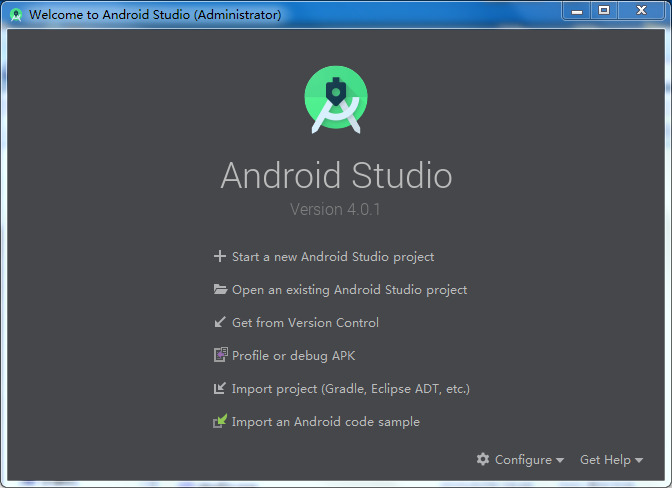 Welcome to Android Studio (Administrator)
Android Studio
Version 4.0.1
Start a new Android Studio project
Open an existing Android Studio project
Get from Version Control
Profile or debug APK
Import project (Gradle, Eclipse ADT, etc.)
Import an Android code sample
Configure Get Help